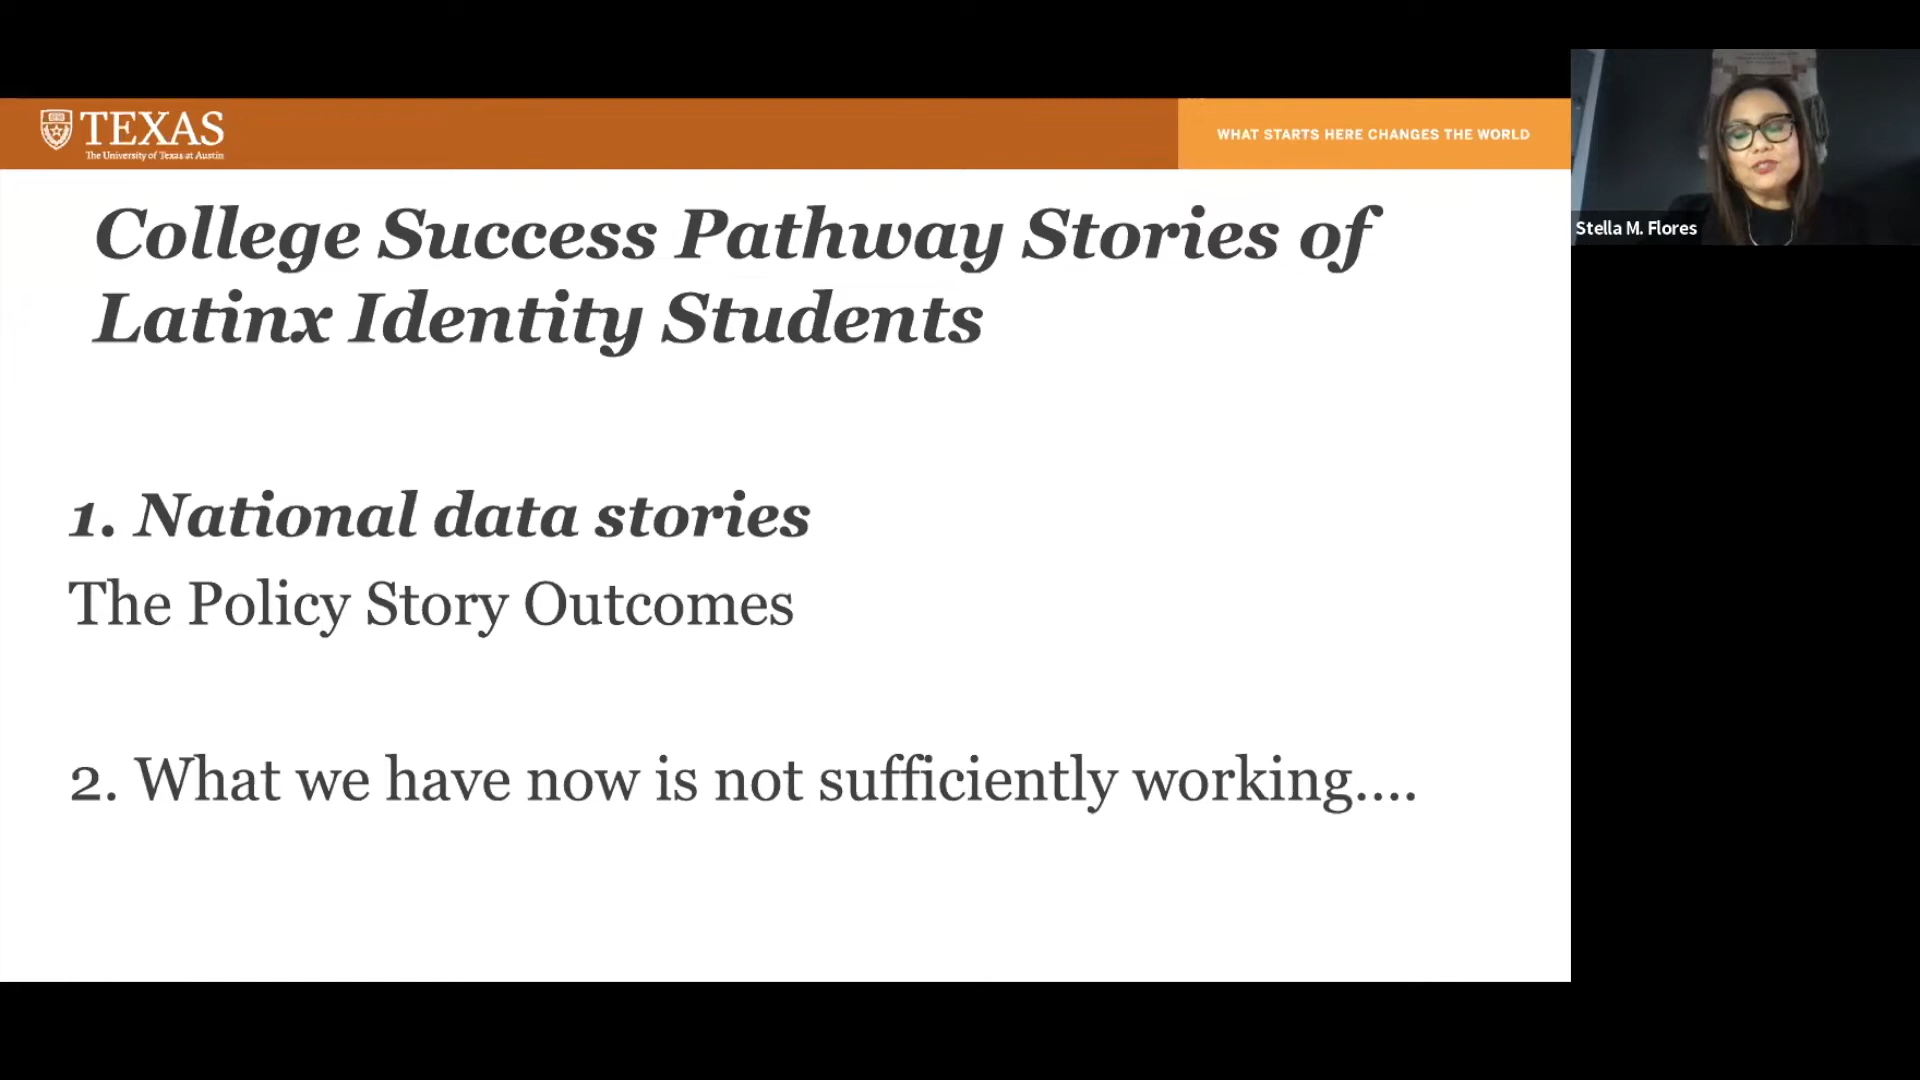 TEXAS
The University of Texas at Austin
WHAT STARTS HERE CHANGES THE WORLD
College Success Pathway Stories of
Latinx Identity Students
1. National data stories
The Policy Story Outcomes
2. What we have now is not sufficiently working....
Stella M. Flores